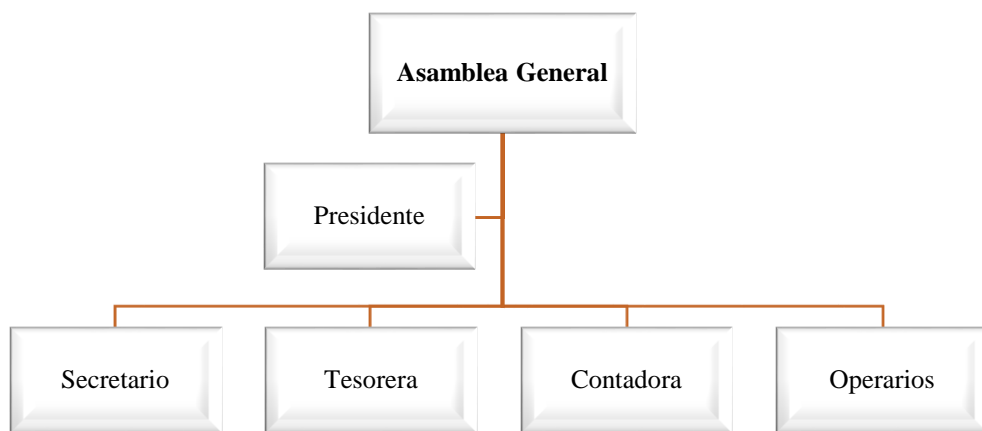 Asamblea General
Presidente
Secretario
Tesorera
Contadora
Operarios